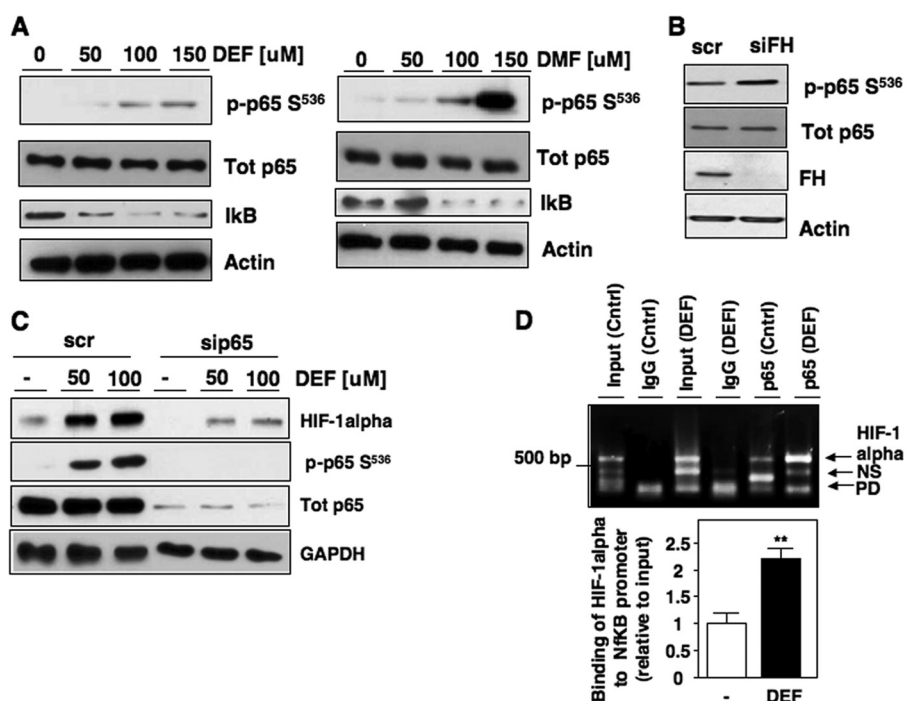 A
0 50 100 150 DEF [uM]
p-p65 S536
Tot p65
IkB
Actin
0 50 100 150 DMF [uM]
p-p65 S536
Tot p65
IkB
Actin
B
scr siFH
p-p65 S536
Tot p65
FH
Actin
C
scr sip65
- 50 100 - 50 100 DEF [uM]
HIF-1alpha
p-p65 S536
Tot p65
GAPDH
D
Input (Cntrl)
IgG (Cntrl)
Input (DEF)
IgG (DEFI)
p65 (Cntrl)
p65 (DEF)
500 bp
HIF-1
alpha
NS
PD
Binding of HIF-1alpha
to NfKB promoter
(relative to input)
2.5
2
1.5
1
0.5
0
**
- DEF